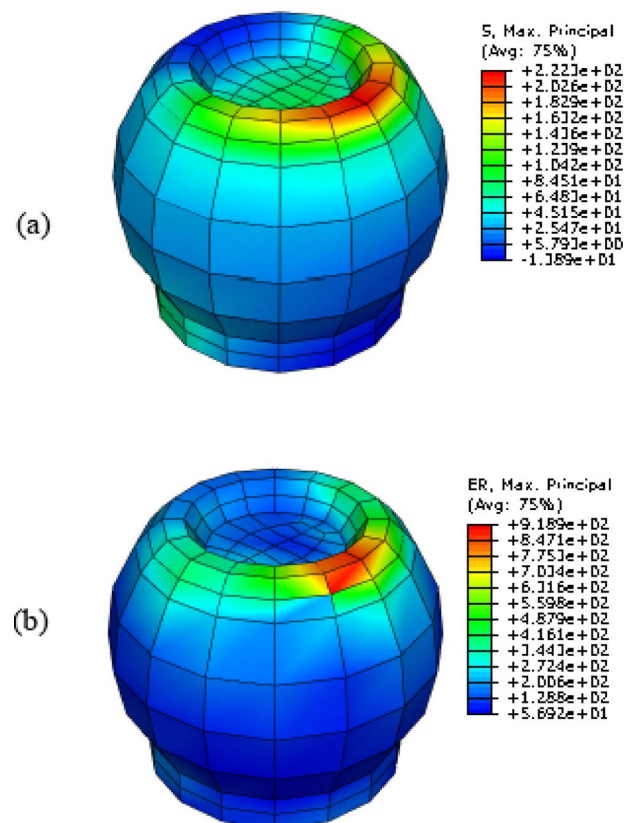 S, Max. Principal
(Avg: 75%)
+2.223e+02
+2.026e+02
+1.829e+02
+1.632e+02
+1.436e+02
+1.239e+02
+1.042e+02
+8.451e+01
+6.483e+01
+4.515e+01
+2.547e+01
+5.793e+00
-1.389e+01
(a)
ER, Max. Principal
(Avg: 75%)
+9.189e+02
+8.471e+02
+7.753e+02
+7.034e+02
+6.316e+02
+5.598e+02
+4.879e+02
+4.161e+02
+3.443e+02
+2.724e+02
+2.006e+02
+1.288e+02
+5.692e+01
(b)